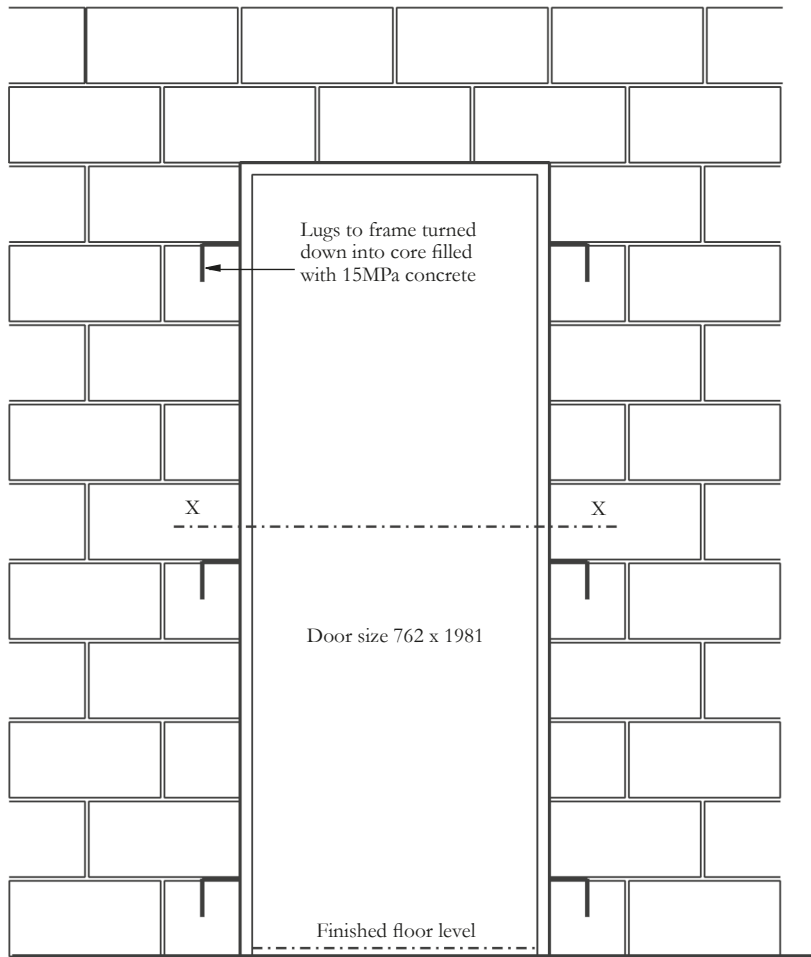 Lugs to frame turned
down into core filled
with 15MPa concrete
X
X
Door size 762 x 1981
Finished floor level